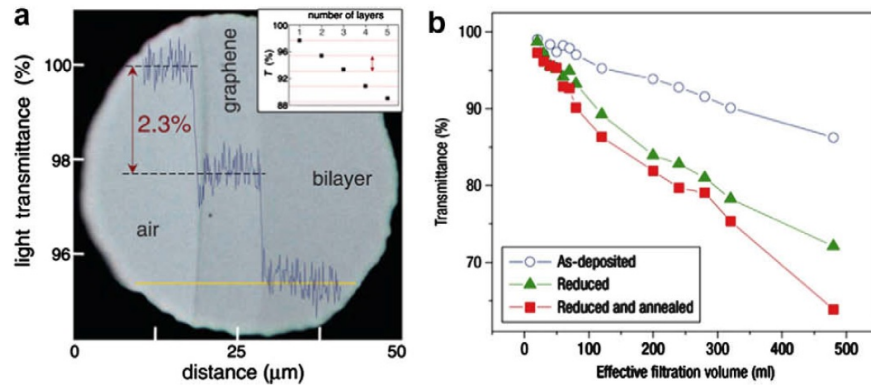 a
light transmittance (%)
100
98
96
2.3%
air
graphene
bilayer
number of layers
1 2 3 4 5
T (%)
100
96
92
88
0
25
50
distance (μm)
b
Transmittance (%)
100
90
80
70
As-deposited
Reduced
Reduced and annealed
0 100 200 300 400 500
Effective filtration volume (ml)